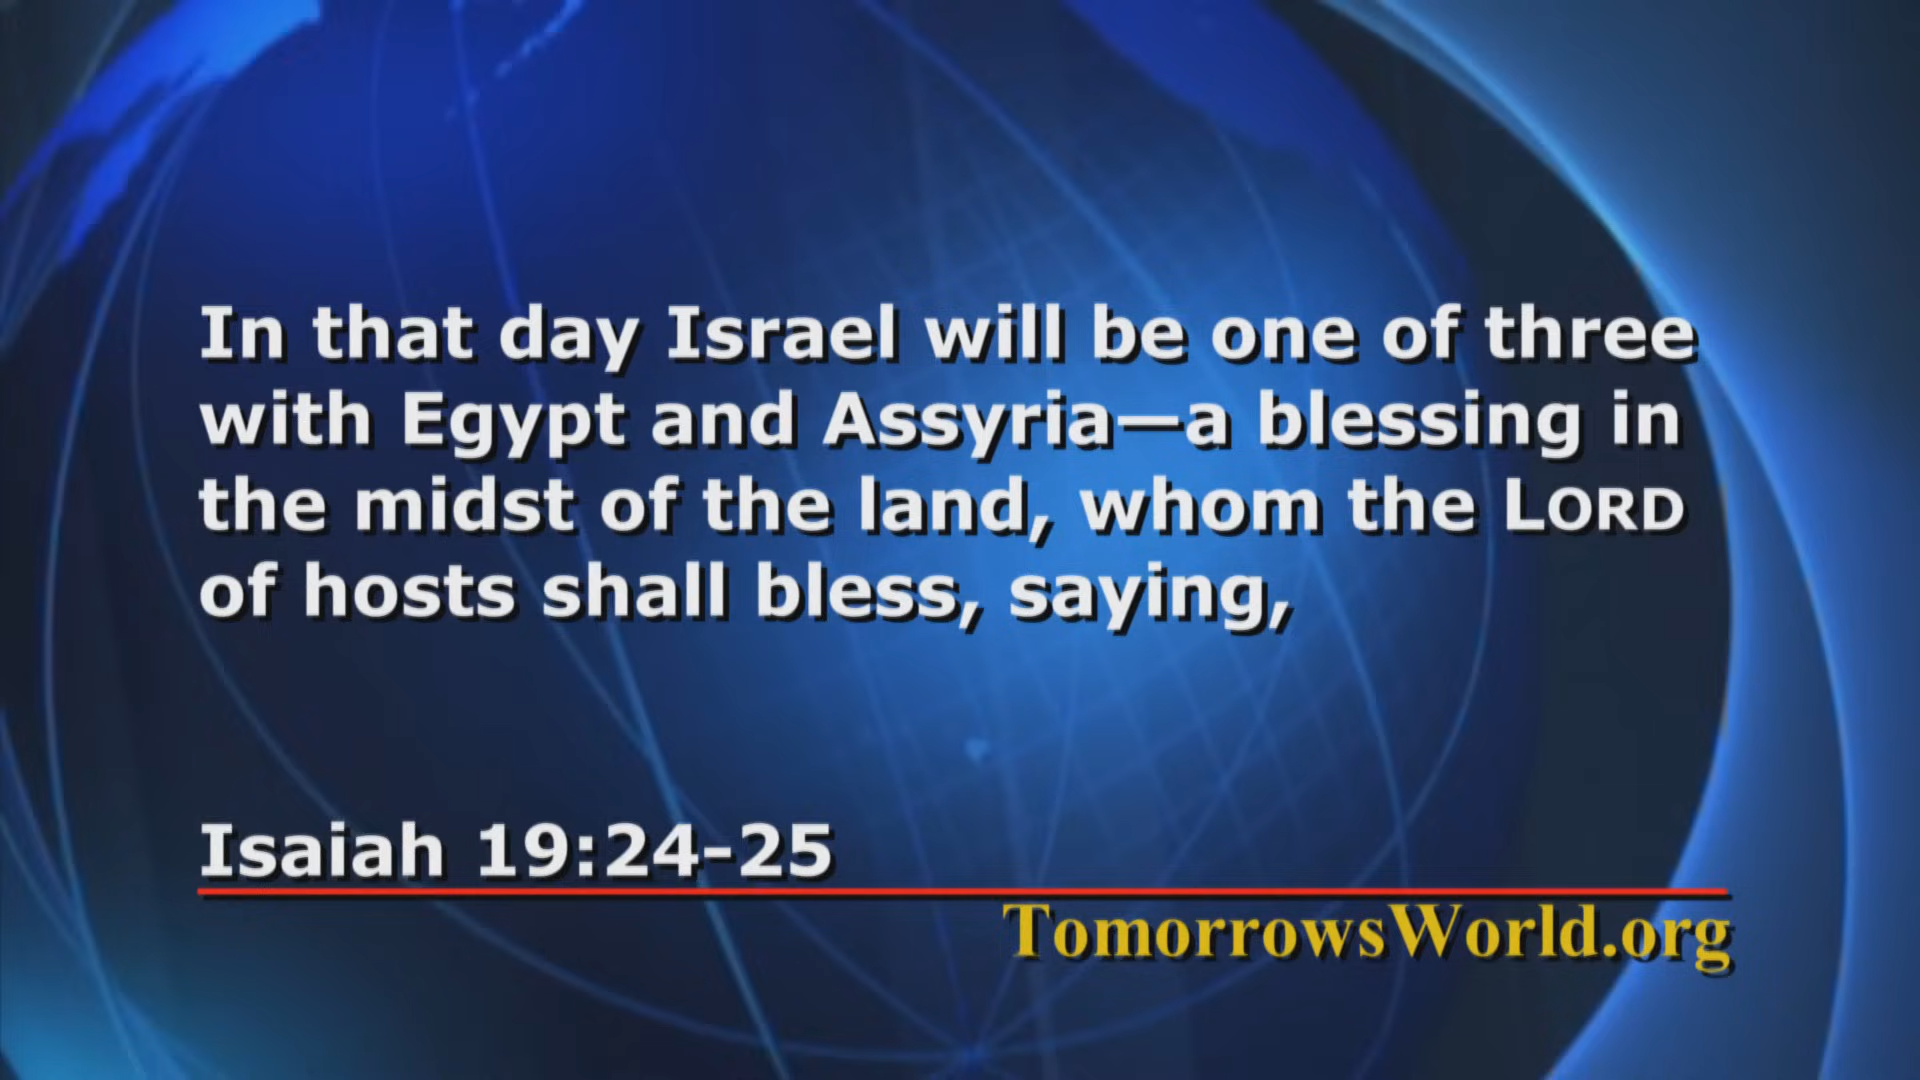 In that day Israel will be one of three
with Egypt and Assyria—a blessing in
the midst of the land, whom the LORD
of hosts shall bless, saying,
Isaiah 19:24-25
TomorrowsWorld.org